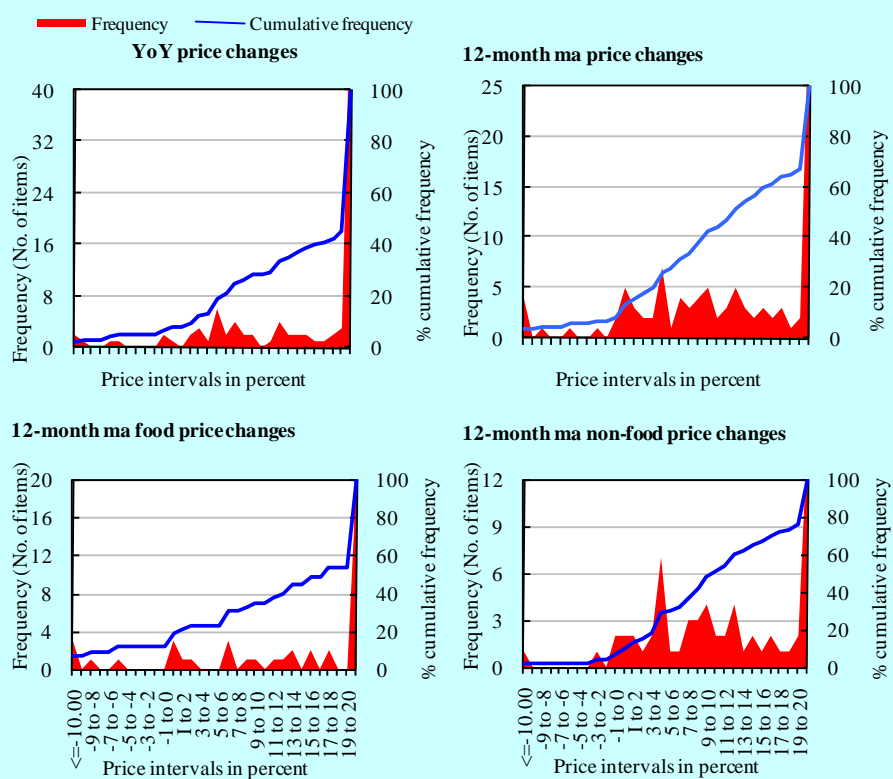 Frequency Cumulative frequency
YoY price changes
Frequency (No. of items)
40
32
24
16
8
0
100
80
60
40
20
0
% cumulative frequency
Price intervals in percent
12-month ma price changes
Frequency (No. of items)
25
20
15
10
5
0
100
80
60
40
20
0
% cumulative frequency
Price intervals in percent
12-month ma food price changes
Frequency (No. of items)
20
16
12
8
4
0
100
80
60
40
20
0
% cumulative frequency
<=-10.00
-9 to -8
-7 to -6
-5 to -4
-3 to -2
-1 to 0
1 to 2
3 to 4
5 to 6
7 to 8
9 to 10
11 to 12
13 to 14
15 to 16
17 to 18
19 to 20
Price intervals in percent
12-month ma non-food price changes
Frequency (No. of items)
12
9
6
3
0
100
80
60
40
20
0
% cumulative frequency
<=-10.00
-9 to -8
-7 to -6
-5 to -4
-3 to -2
-1 to 0
1 to 2
3 to 4
5 to 6
7 to 8
9 to 10
11 to 12
13 to 14
15 to 16
17 to 18
19 to 20
Price intervals in percent